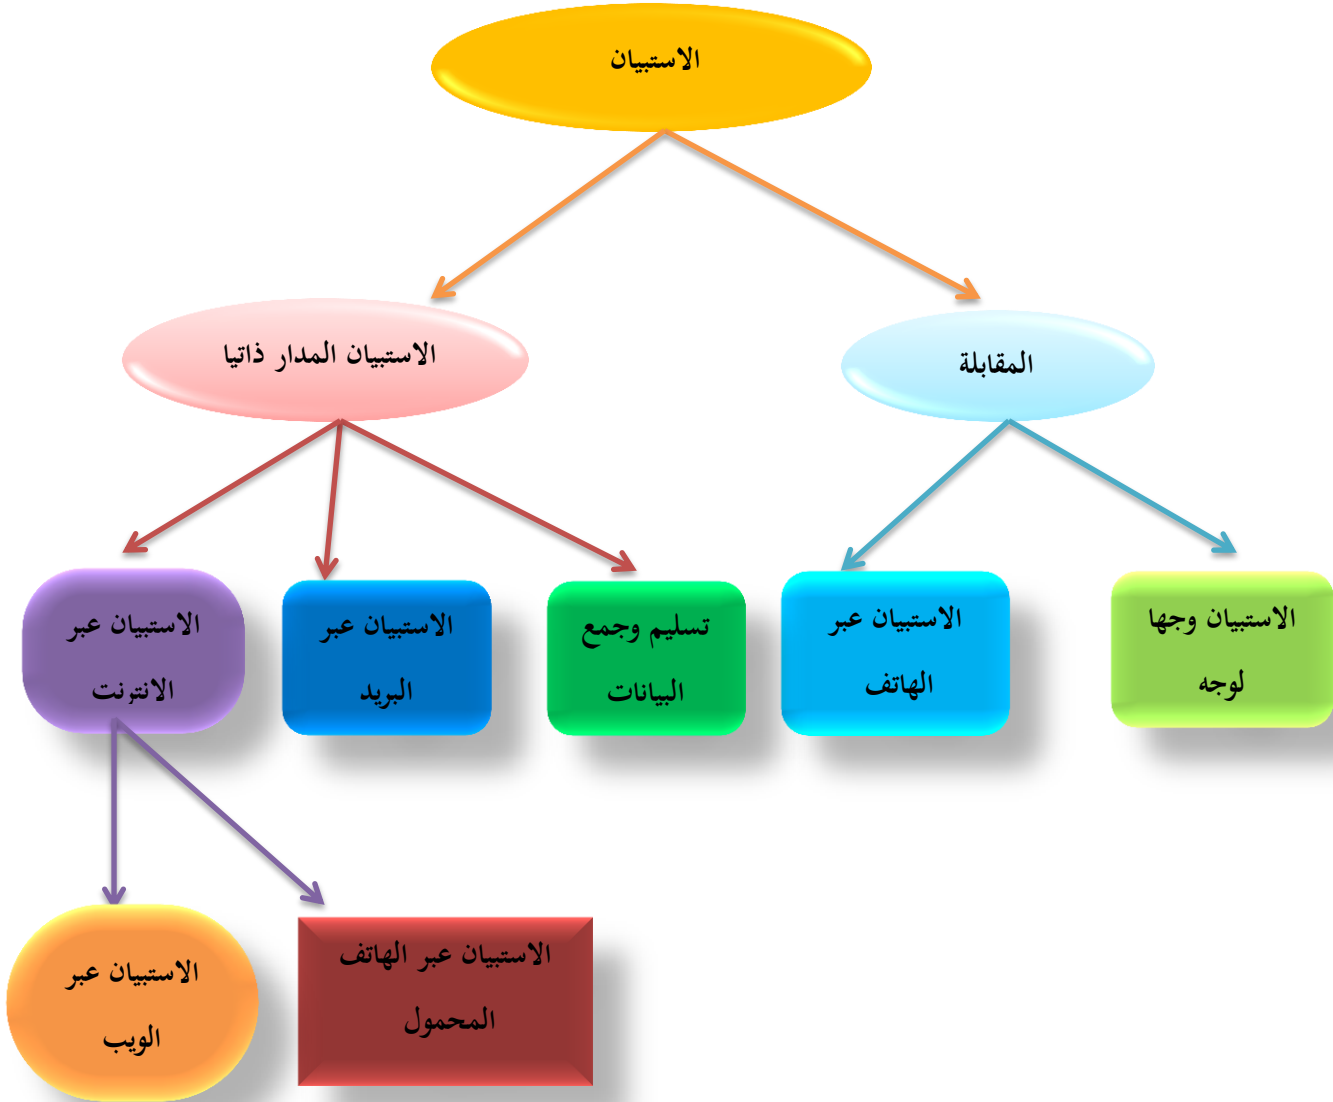 الاستبيان
المقابلة
الاستبيان المدار ذاتيا
الاستبيان وجها
لوجه
الاستبيان عبر
الهاتف
تسليم وجمع
البيانات
الاستبيان عبر
البريد
الاستبيان عبر
الانترنت
الاستبيان عبر الهاتف
المحمول
الاستبيان عبر
الويب